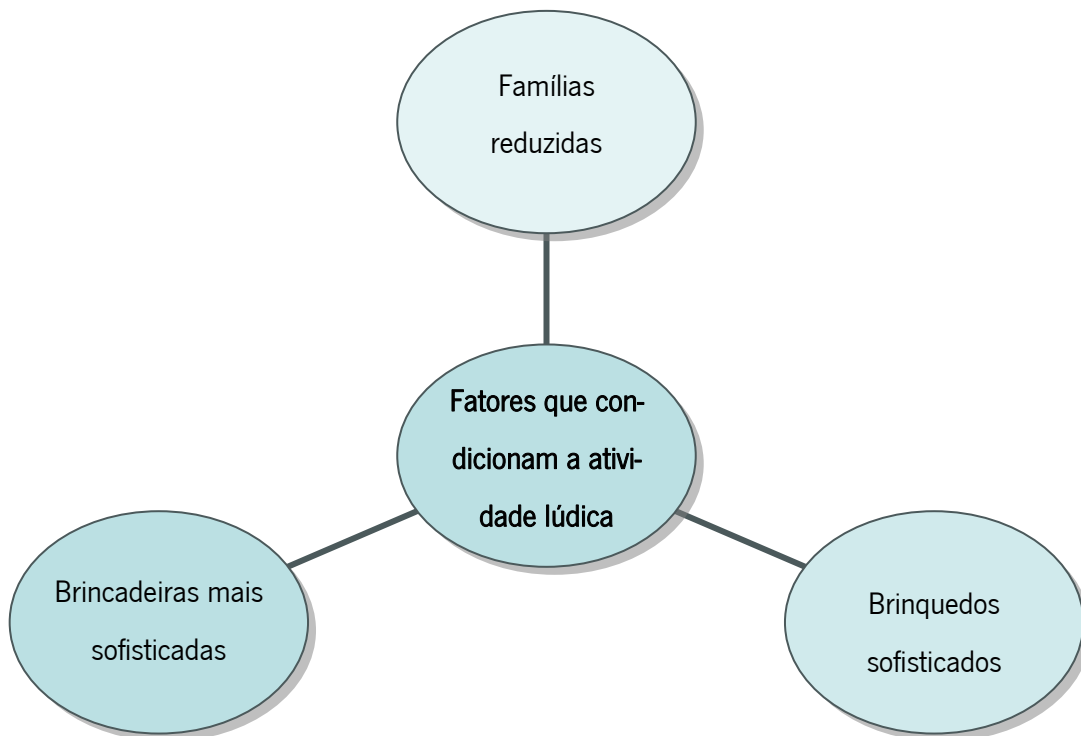 Famílias
reduzidas
Fatores que con-
dicionam a ativi-
dade lúdica
Brincadeiras mais
sofisticadas
Brinquedos
sofisticados